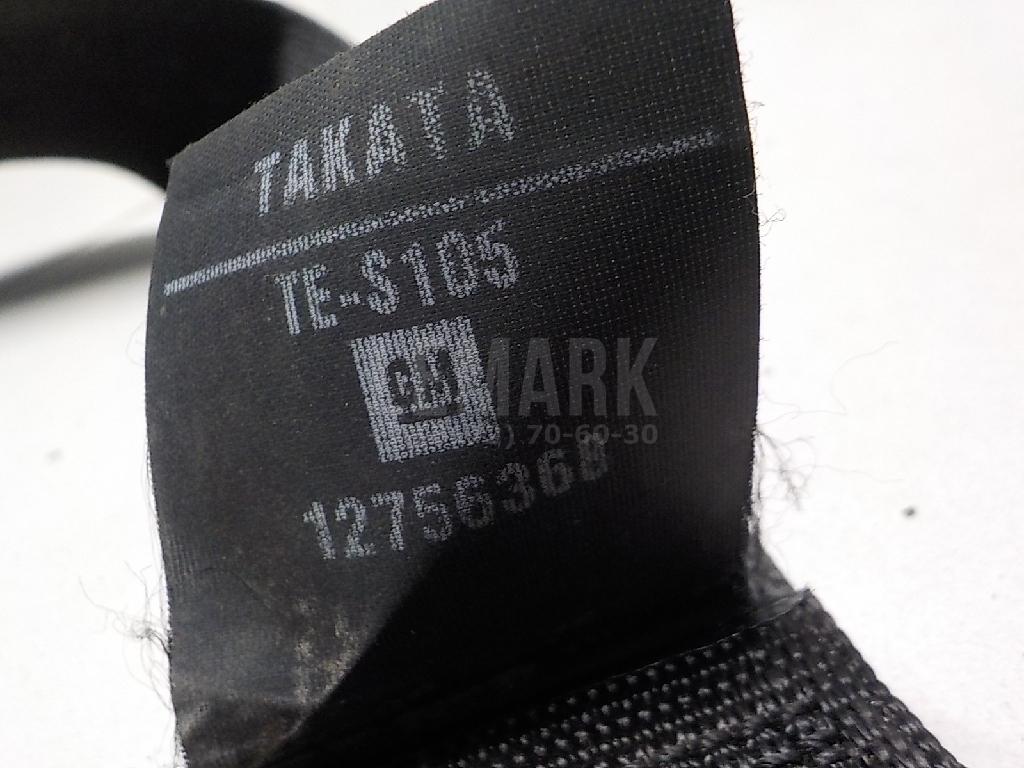 TAKATA
TE-S105
GM
MARK
70-60-30
12756368